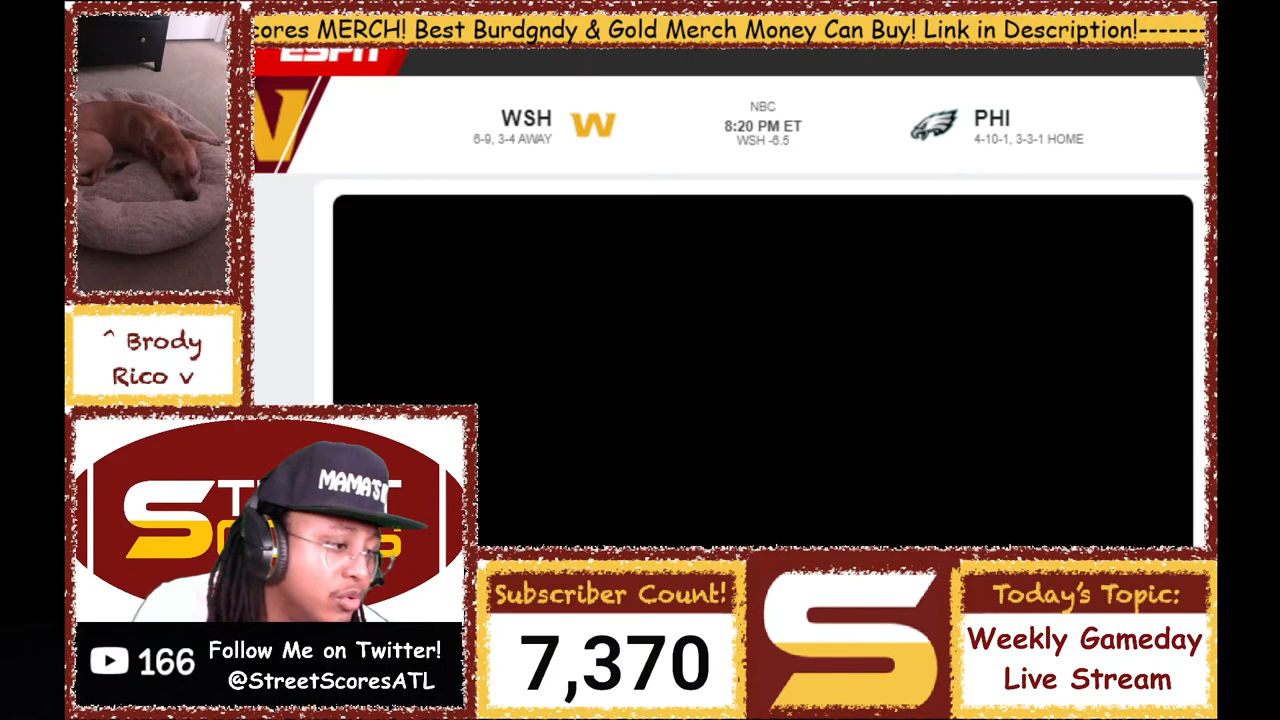 cores MERCH! Best Burdgndy & Gold Merch Money Can Buy! Link in Description!-------
ESPN
WSH
6-9, 3-4 AWAY
W
NBC
8:20 PM ET
WSH -6.5
PHI
4-10-1, 3-3-1 HOME
^ Brody
Rico v
MAMA'S
166
Follow Me on Twitter!
@StreetScoresATL
Subscriber Count!
7,370
S
Today's Topic:
Weekly Gameday
Live Stream